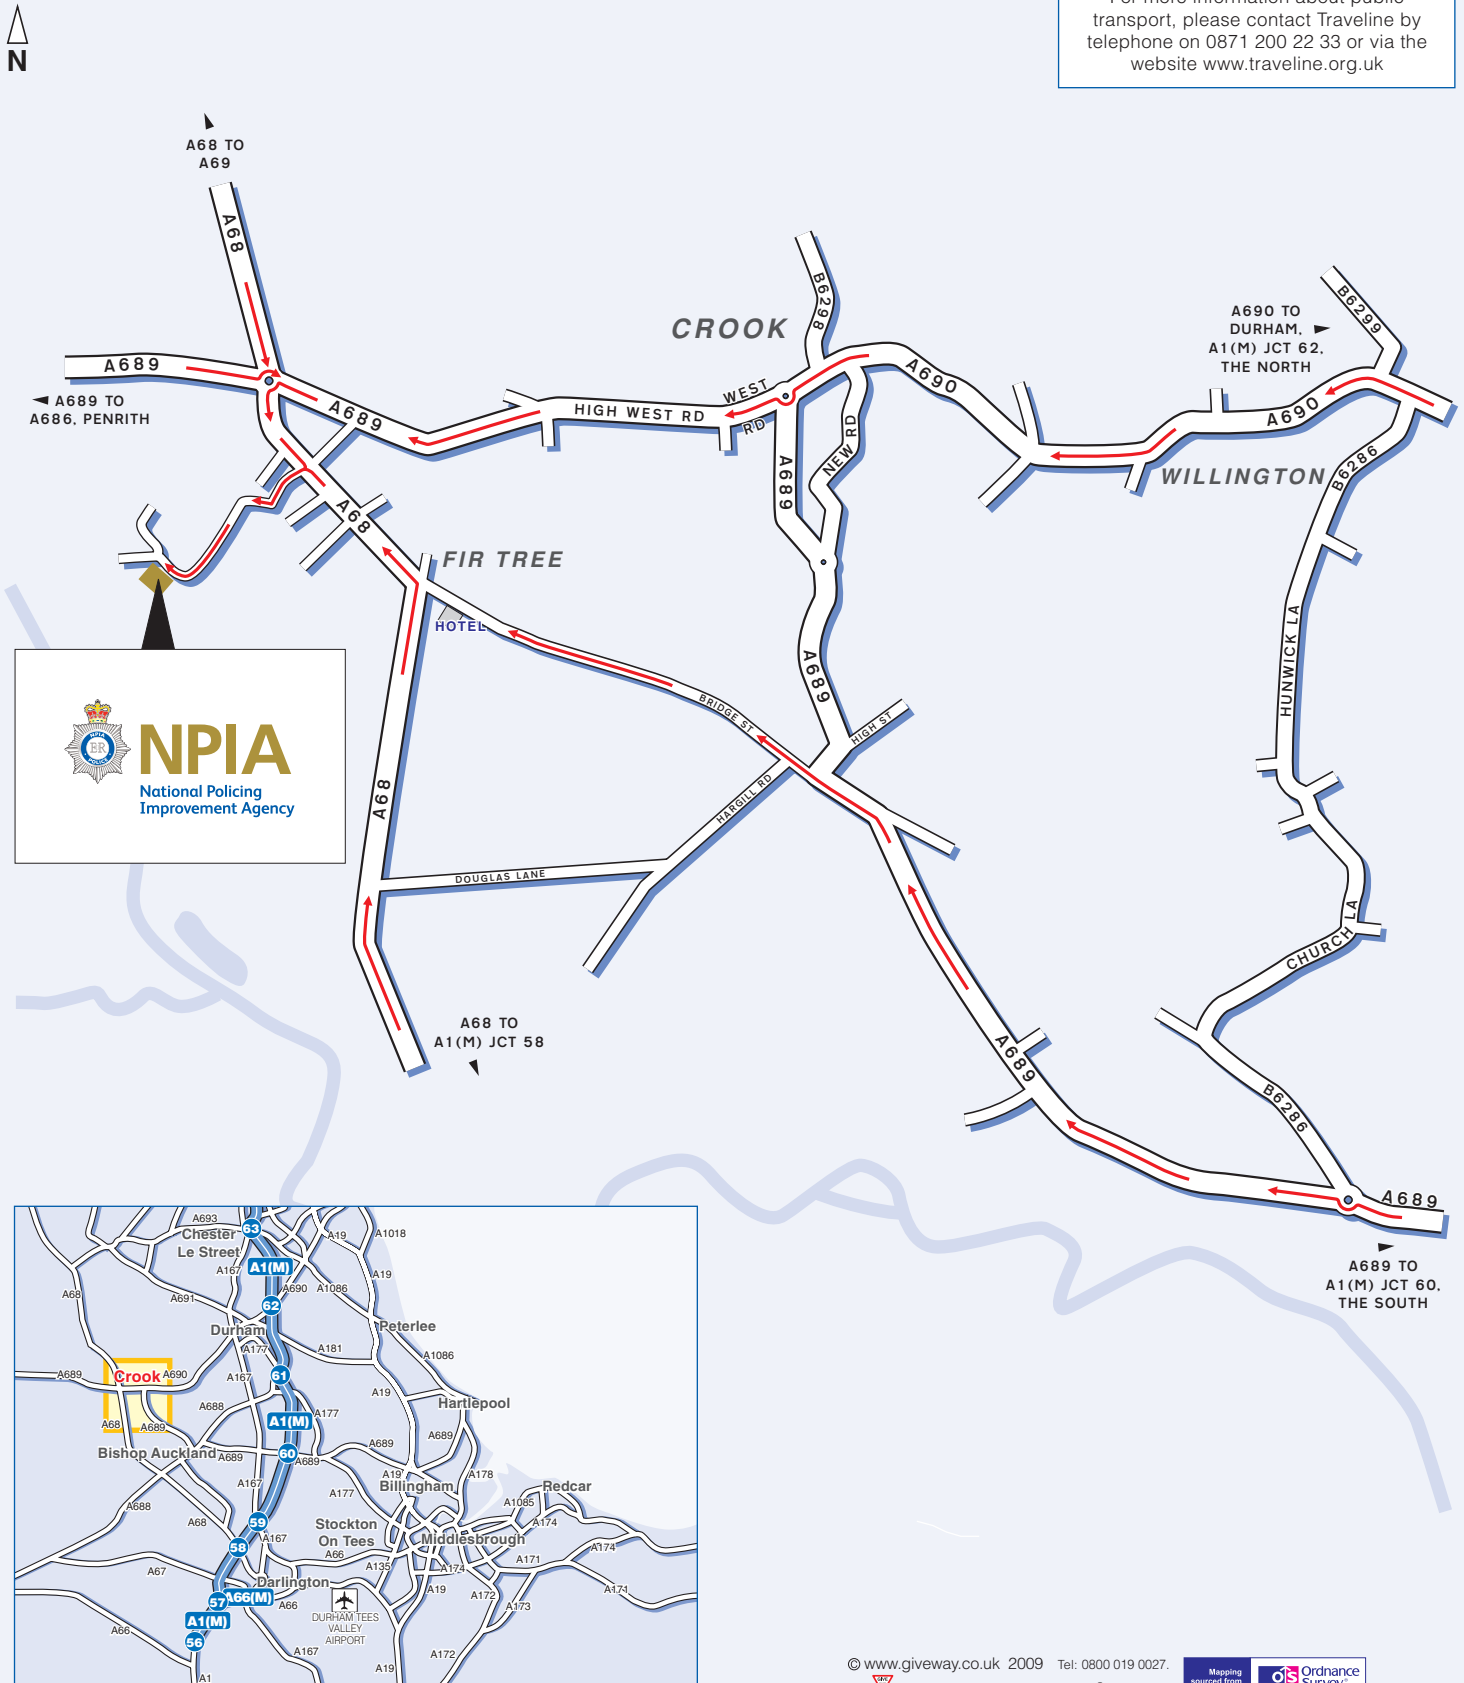 transport, please contact Traveline by
telephone on 0871 200 22 33 or via the
website www.traveline.org.uk
N
A68 TO
A69
A68
A689
A689 TO
A686, PENRITH
A689
HIGH WEST RD
WEST
RD
CROOK
B6298
A690
NEW RD
A689
A690 TO
DURHAM,
A1(M) JCT 62,
THE NORTH
B6299
A690
WILLINGTON
B6286
HUNWICK LA
CHURCH LA
B6286
A68
FIR TREE
HOTEL
BRIDGE ST
A689
HIGH ST
HARGILL RD
DOUGLAS LANE
A68
A68 TO
A1(M) JCT 58
A689
A689
A689 TO
A1(M) JCT 60,
THE SOUTH
NPIA
POLICE
ER
NPIA
National Policing
Improvement Agency
A693
63
Chester
Le Street
A19
A1018
A167
A1(M)
A19
A68
A691
A690
A1086
62
Durham
Peterlee
A177
A181
A1086
A689
Crook
A690
A167
61
A19
Hartlepool
A68
A689
A688
A1(M)
A177
A689
A689
Bishop Auckland
A689
60
A689
A19
A178
A167
A177
Billingham
Redcar
A688
A68
59
A1085
A174
Stockton
On Tees
A167
Middlesbrough
58
A66
A135
A174
A171
A174
A67
Darlington
A19
A172
A171
57
A66(M)
A66
A173
A1(M)
DURHAM TEES
VALLEY
AIRPORT
A66
56
A167
A172
A19
A1
© www.giveway.co.uk 2009 Tel: 0800 019 0027.
GIVE
Mapping
sourced from
os Ordnance
Survey®